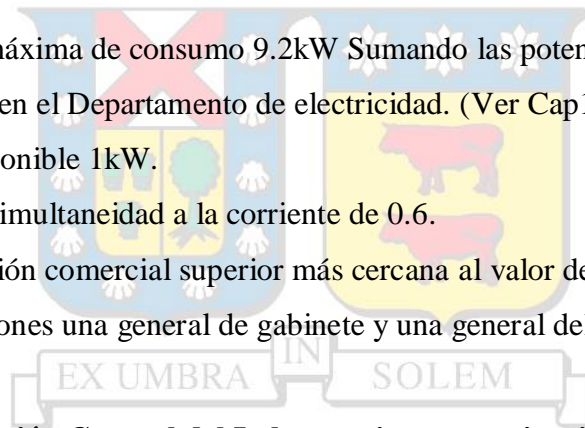 máxima de consumo 9.2kW Sumando las poten
en el Departamento de electricidad. (Ver Cap1
ponible 1kW.
imultaneidad a la corriente de 0.6.
ión comercial superior más cercana al valor de
ones una general de gabinete y una general del
EX UMBRA IN SOLEM